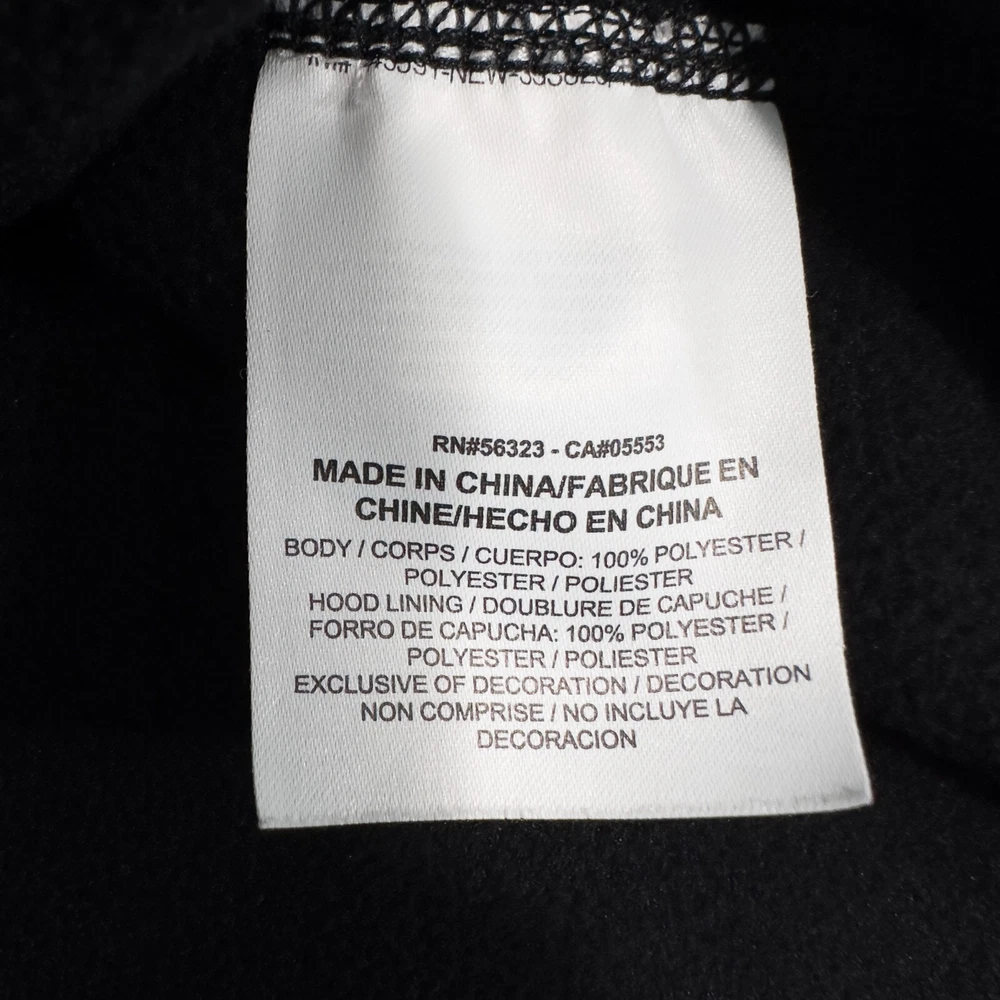 RN#56323 - CA#05553
MADE IN CHINA/FABRIQUE EN
CHINE/HECHO EN CHINA
BODY / CORPS / CUERPO: 100% POLYESTER /
POLYESTER / POLIESTER
HOOD LINING / DOUBLURE DE CAPUCHE /
FORRO DE CAPUCHA: 100% POLYESTER /
POLYESTER / POLIESTER
EXCLUSIVE OF DECORATION / DECORATION
NON COMPRISE / NO INCLUYE LA
DECORACION